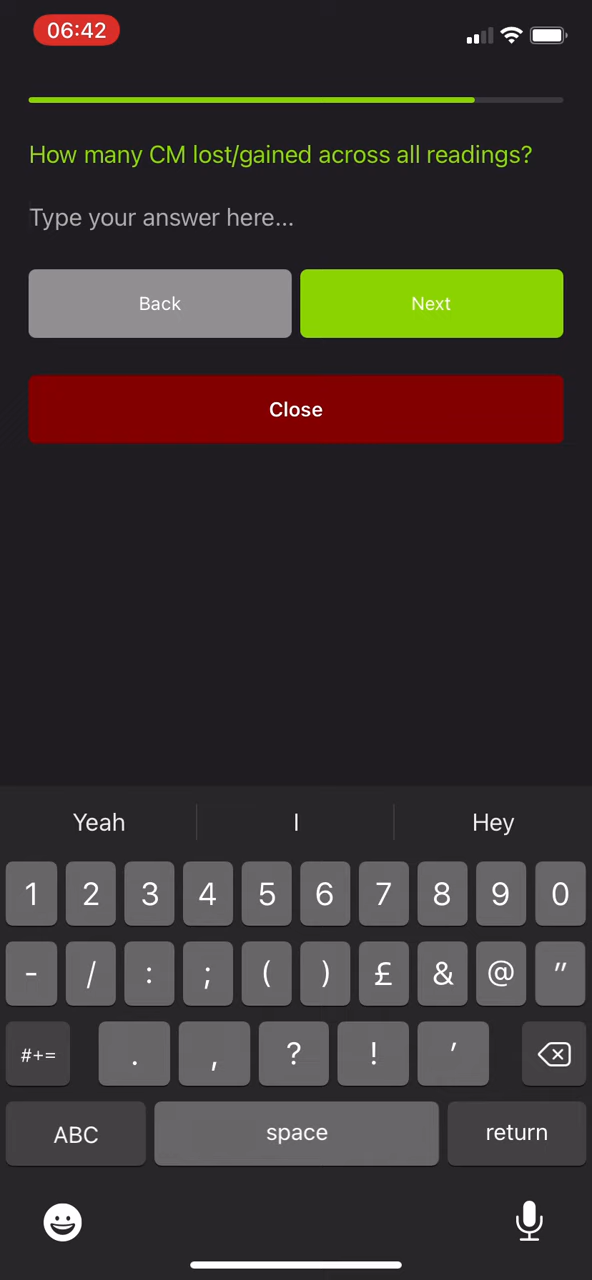 06:42
How many CM lost/gained across all readings?
Type your answer here...
Back Next
Close
Yeah I Hey
1 2 3 4 5 6 7 8 9 0
- / : ; ( ) £ & @ "
#+= . , ? ! '
ABC space return